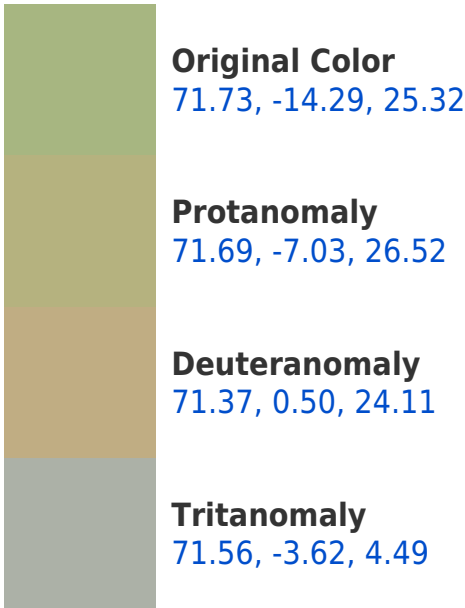 Original Color
71.73, -14.29, 25.32
Protanomaly
71.69, -7.03, 26.52
Deuteranomaly
71.37, 0.50, 24.11
Tritanomaly
71.56, -3.62, 4.49